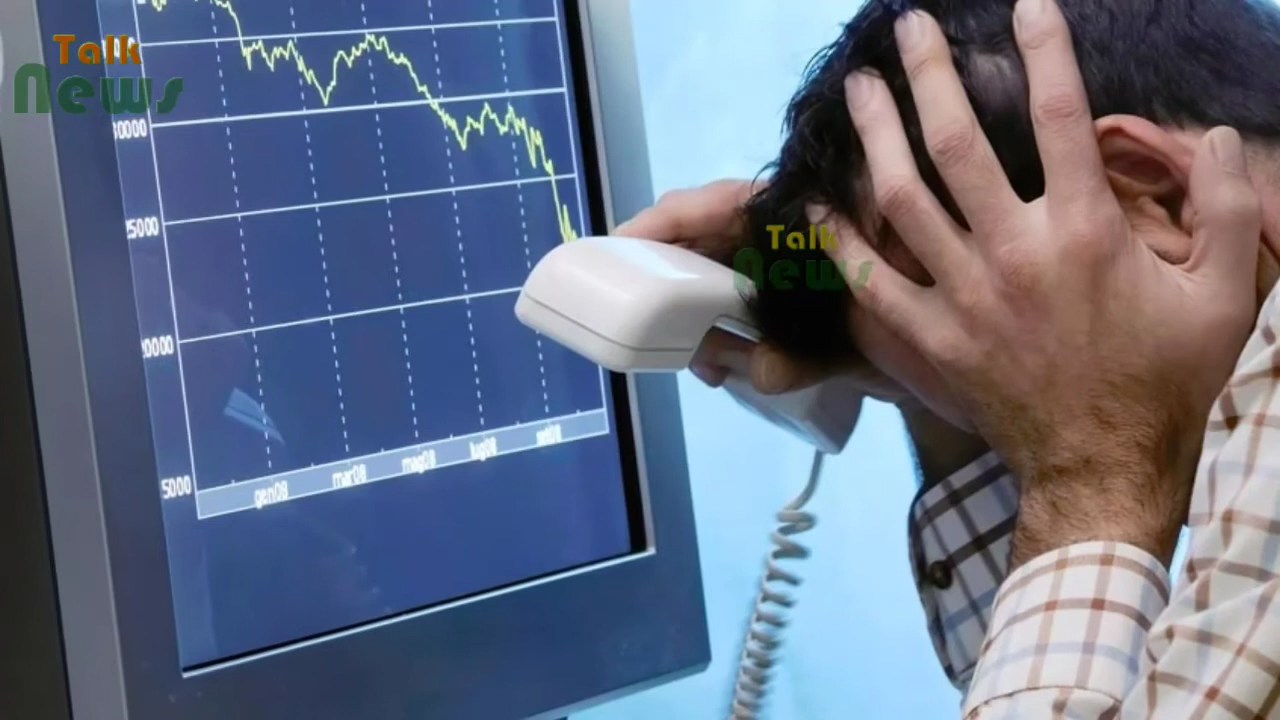 Talk
News
30000
25000
20000
5000
gen08
mar08
mag08
lug08
set08
Talk
News